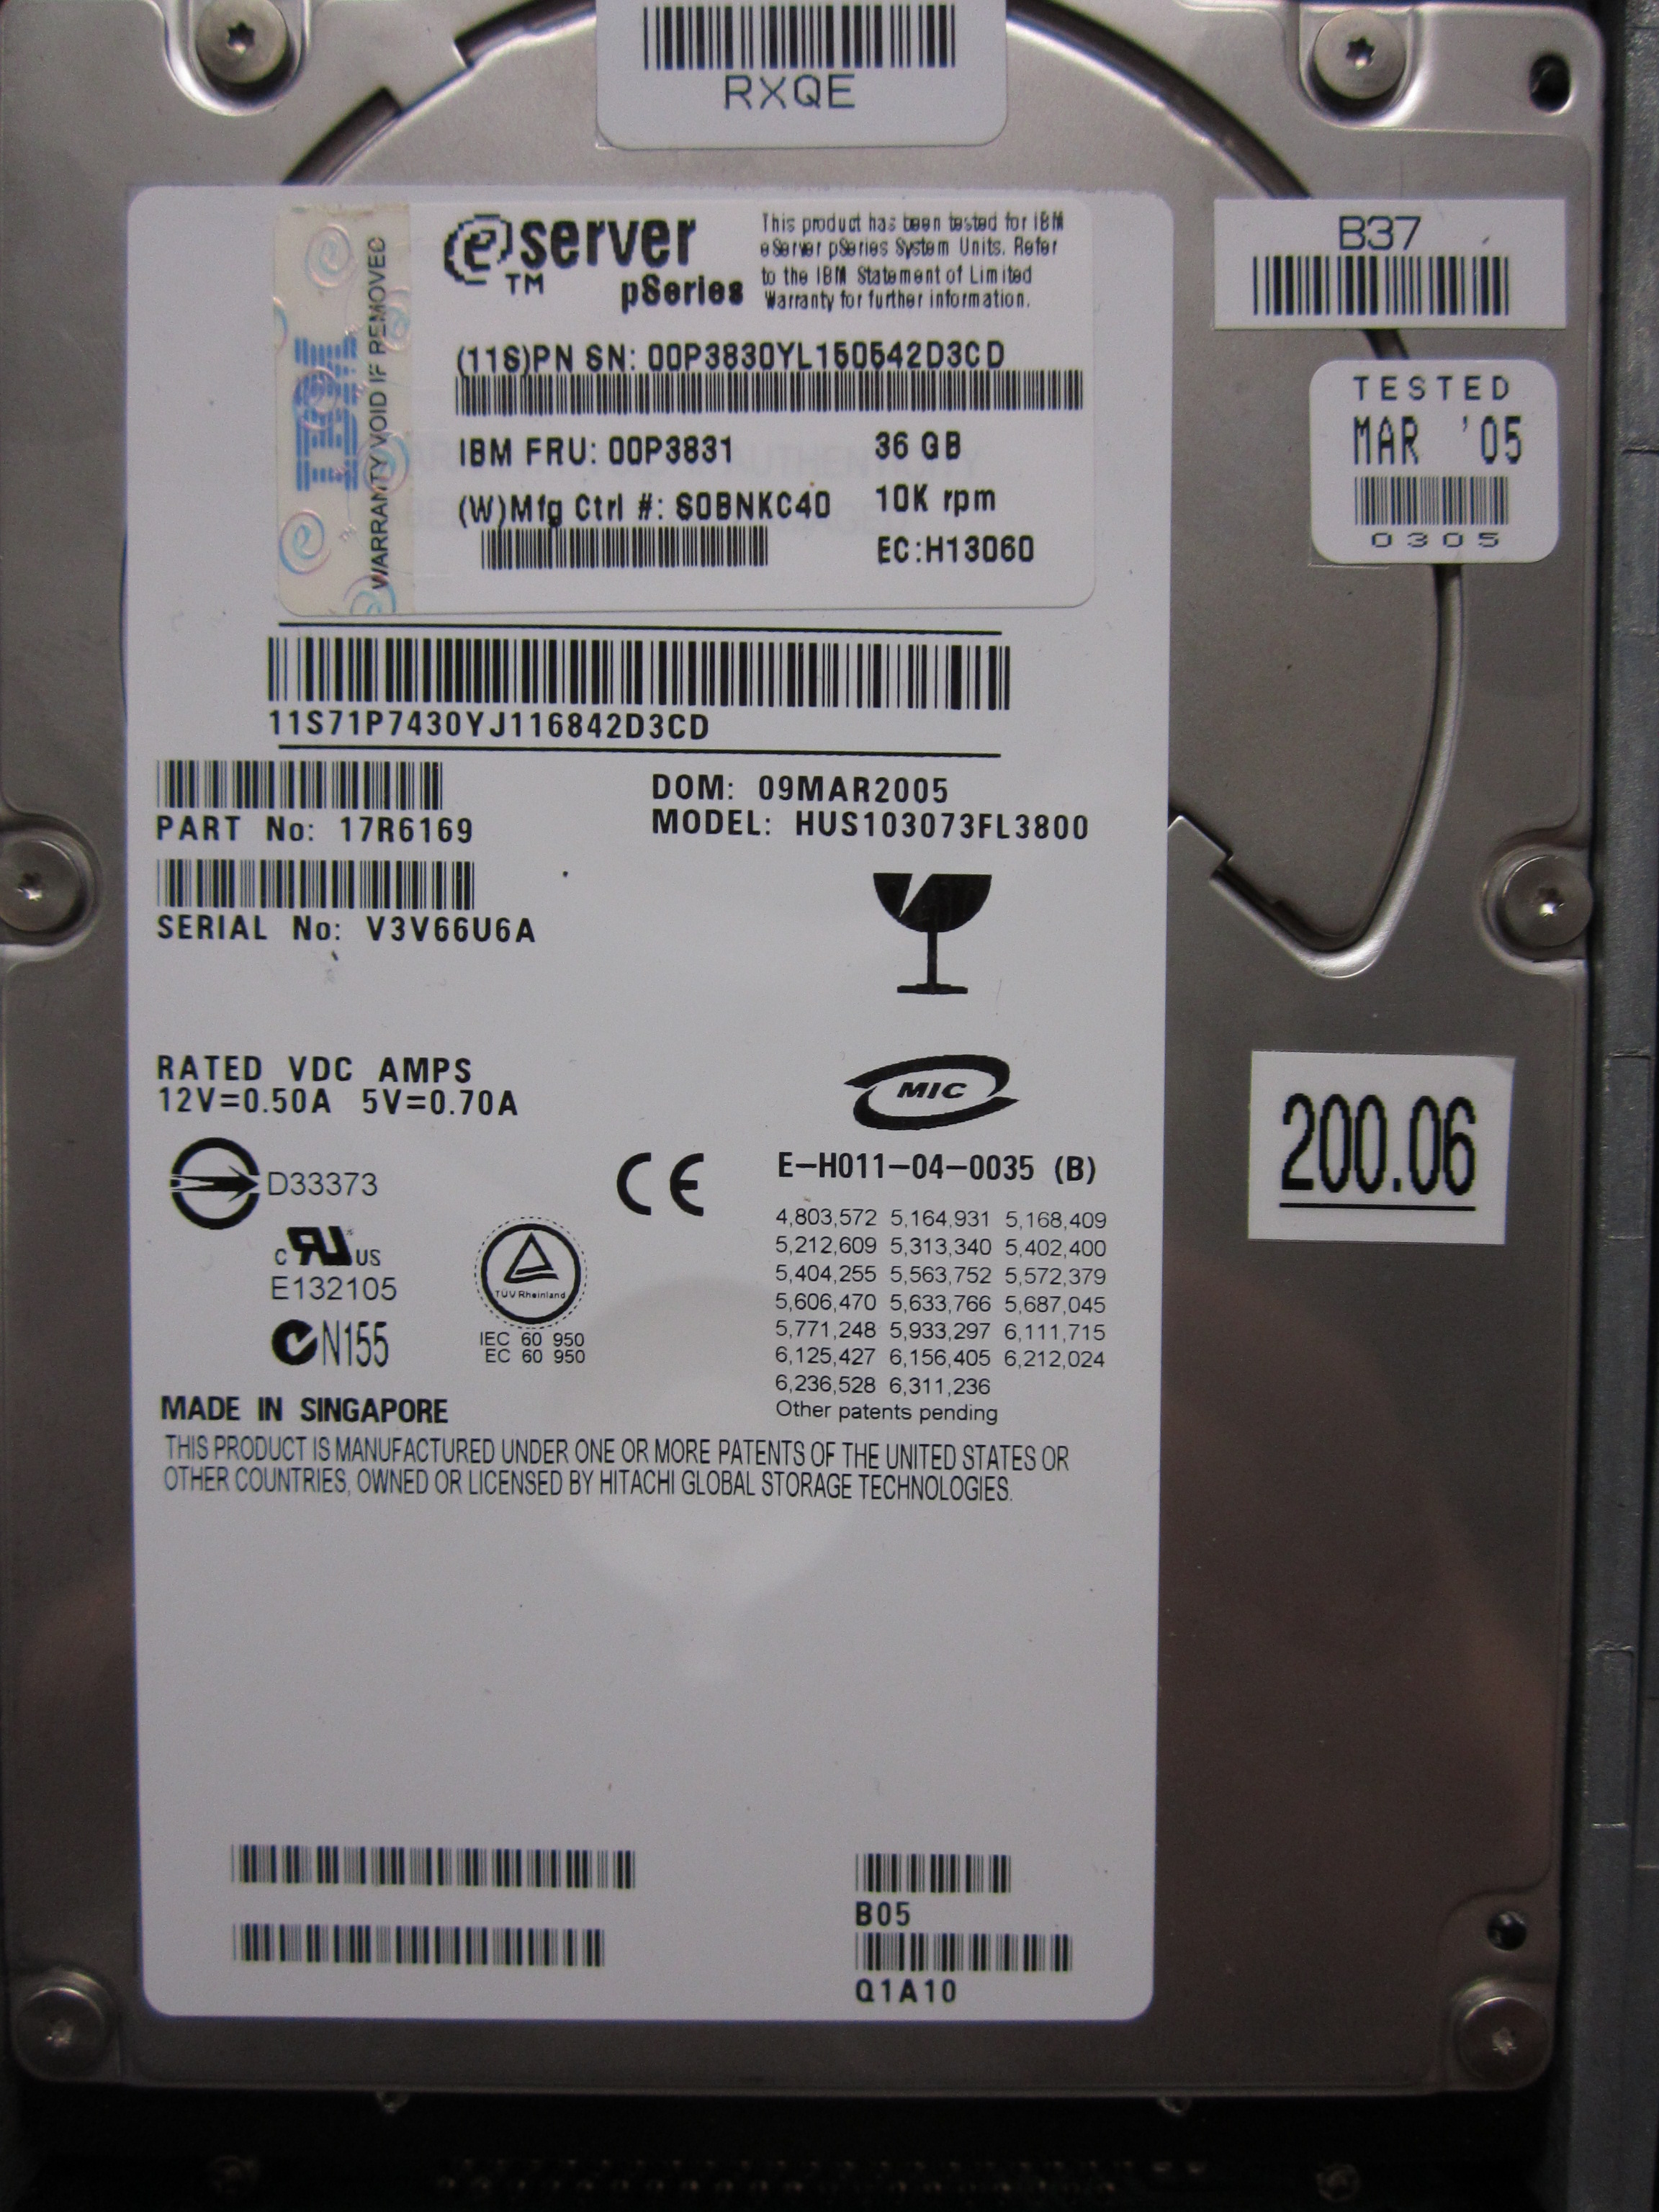 RXQE
IBM
WARRANTY VOID IF REMOVED
e server
TM
pSeries
This product has been tested for IBM
eServer pSeries System Units. Refer
to the IBM Statement of Limited
Warranty for further information.
(11S)PN SN: 00P3830YL150542D3CD
IBM FRU: 00P3831 36 GB
(W)Mfg Ctrl #: S0BNKC40 10K rpm
EC:H13060
B37
TESTED
MAR '05
0305
11S71P7430YJ116842D3CD
PART No: 17R6169
DOM: 09MAR2005
MODEL: HUS103073FL3800
SERIAL No: V3V66U6A
RATED VDC AMPS
12V=0.50A 5V=0.70A
MIC
E-H011-04-0035 (B)
200.06
D33373
CE
c RU US
E132105
N155
TÜV Rheinland
IEC 60 950
EC 60 950
4,803,572 5,164,931 5,168,409
5,212,609 5,313,340 5,402,400
5,404,255 5,563,752 5,572,379
5,606,470 5,633,766 5,687,045
5,771,248 5,933,297 6,111,715
6,125,427 6,156,405 6,212,024
6,236,528 6,311,236
Other patents pending
MADE IN SINGAPORE
THIS PRODUCT IS MANUFACTURED UNDER ONE OR MORE PATENTS OF THE UNITED STATES OR
OTHER COUNTRIES, OWNED OR LICENSED BY HITACHI GLOBAL STORAGE TECHNOLOGIES.
B05
Q1A10